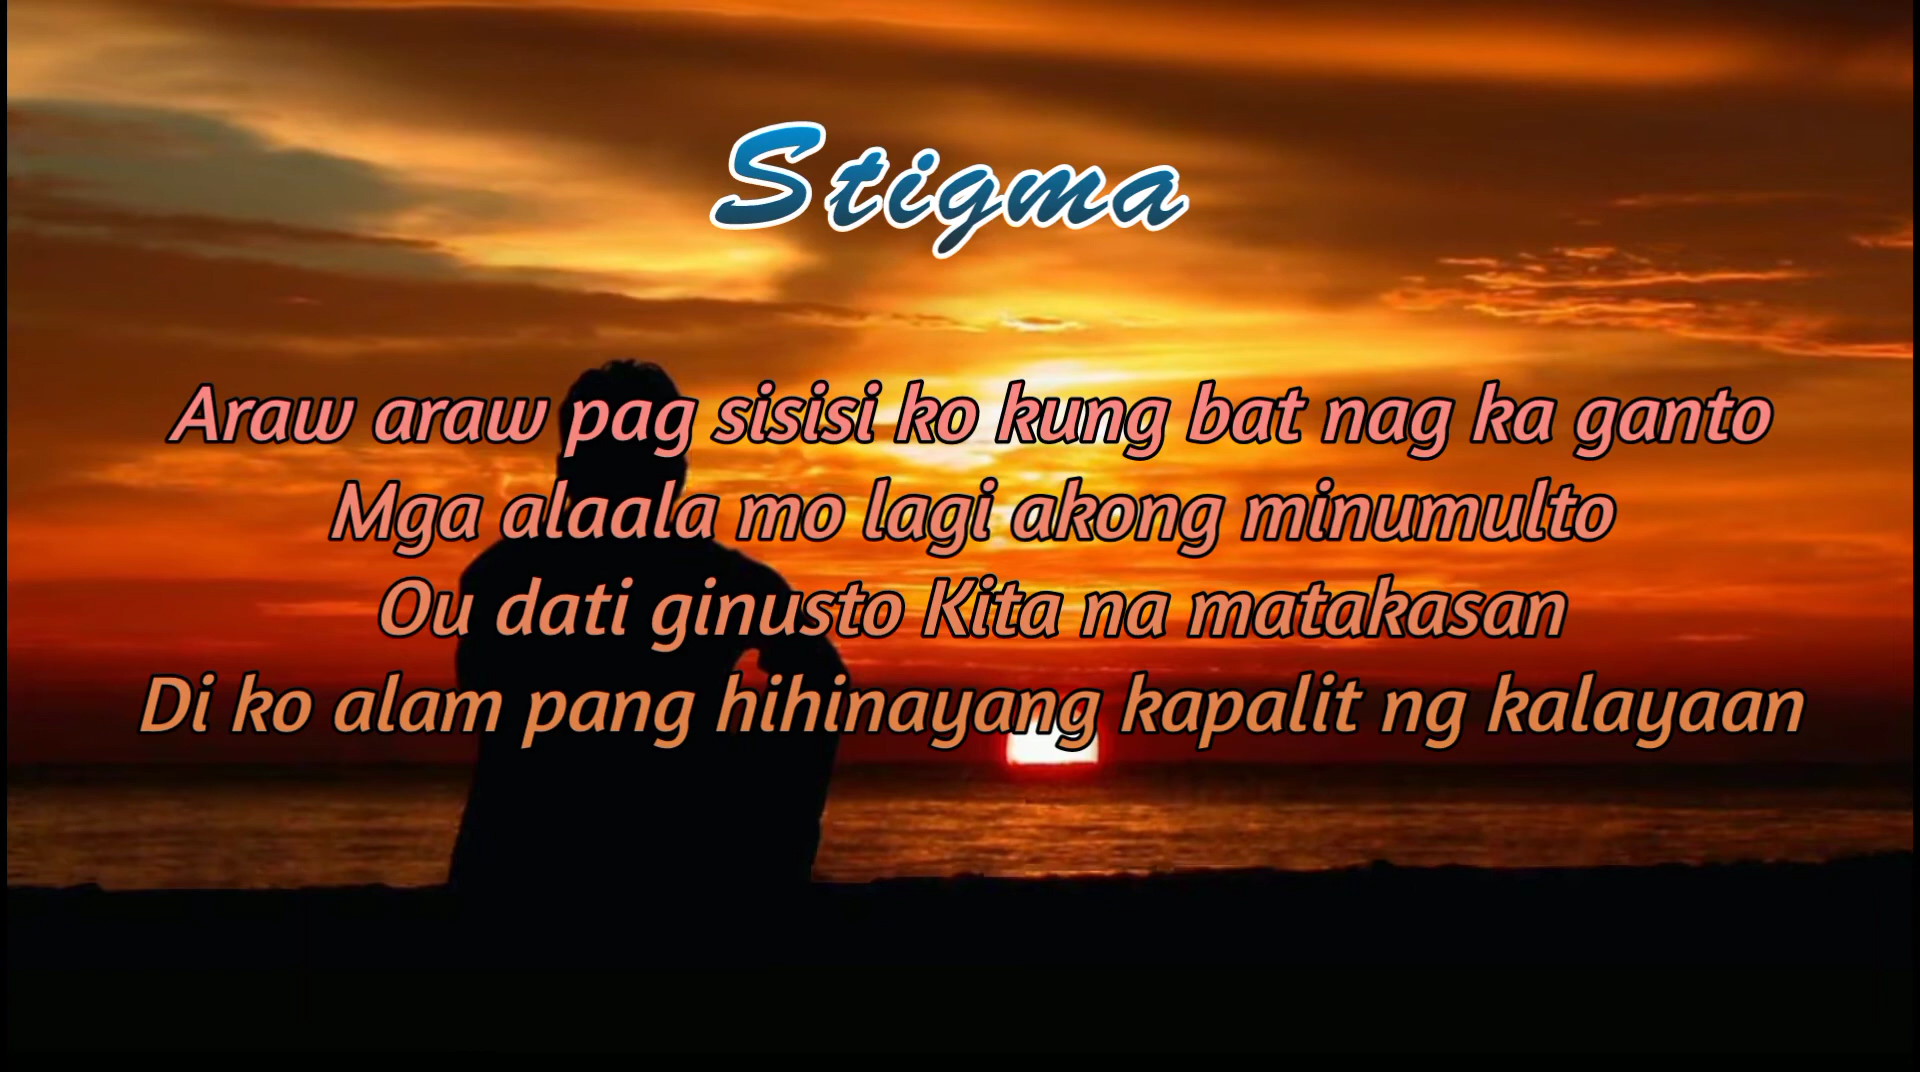 Stigma
Araw araw pag sisisi ko kung bat nag ka ganto
Mga alaala mo lagi akong minumulto
Ou dati ginusto Kita na matakasan
Di ko alam pang hihinayang kapalit ng kalayaan